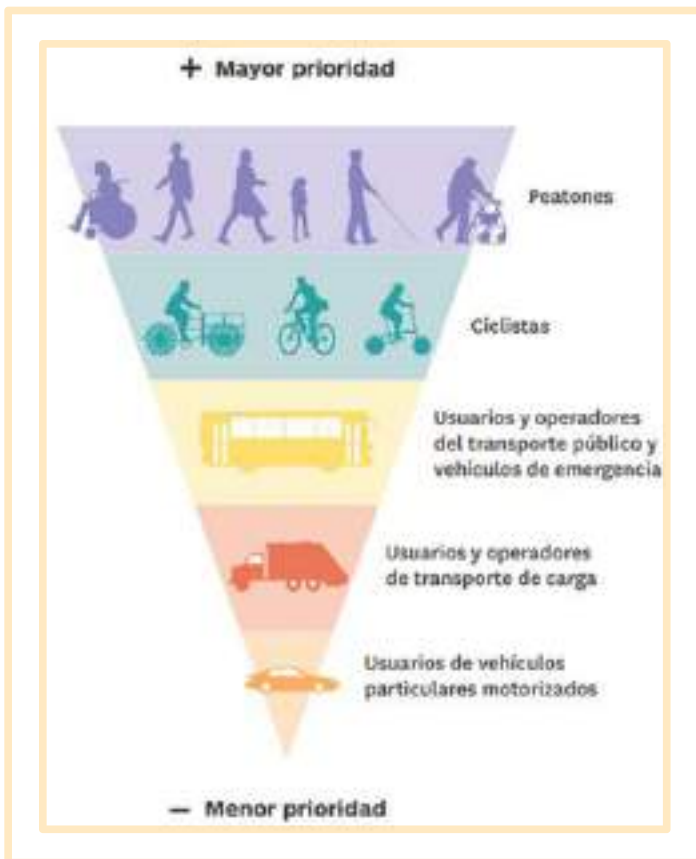 + Mayor prioridad
Peatones
Ciclistas
Usuarios y operadores
del transporte público y
vehículos de emergencia
Usuarios y operadores
de transporte de carga
Usuarios de vehículos
particulares motorizados
− Menor prioridad